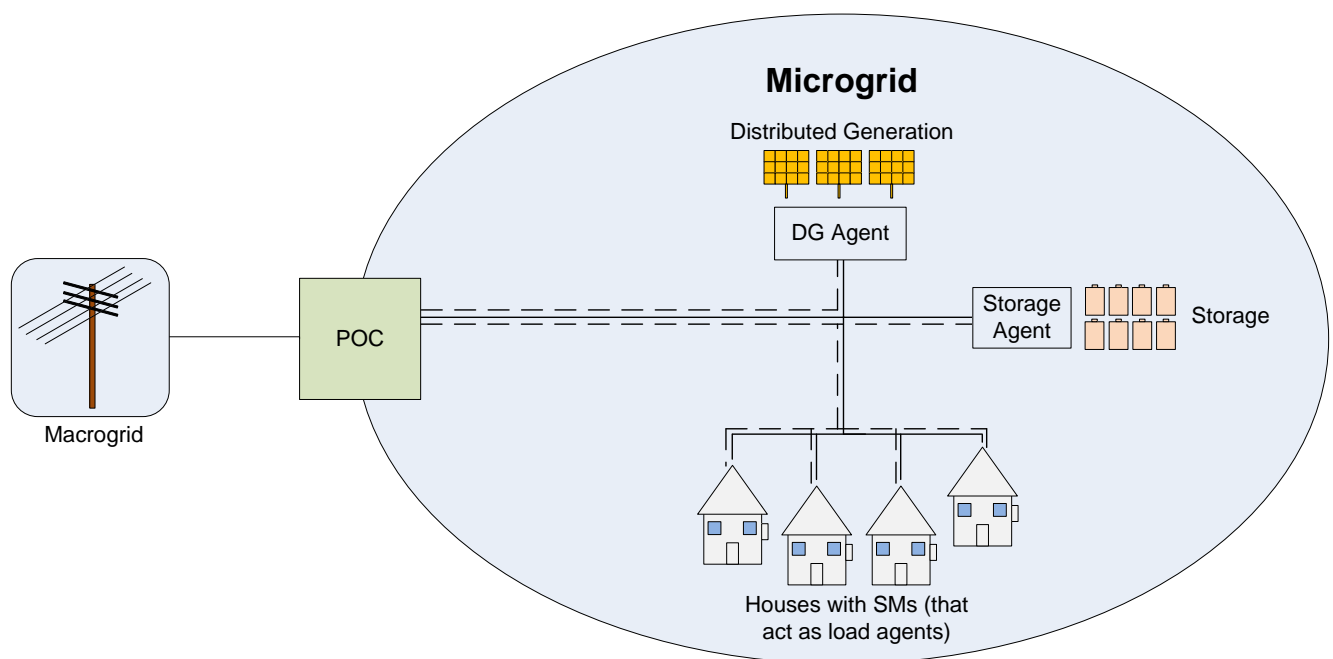 Microgrid
Distributed Generation
DG Agent
Storage
Agent
Storage
POC
Macrogrid
Houses with SMs (that
act as load agents)